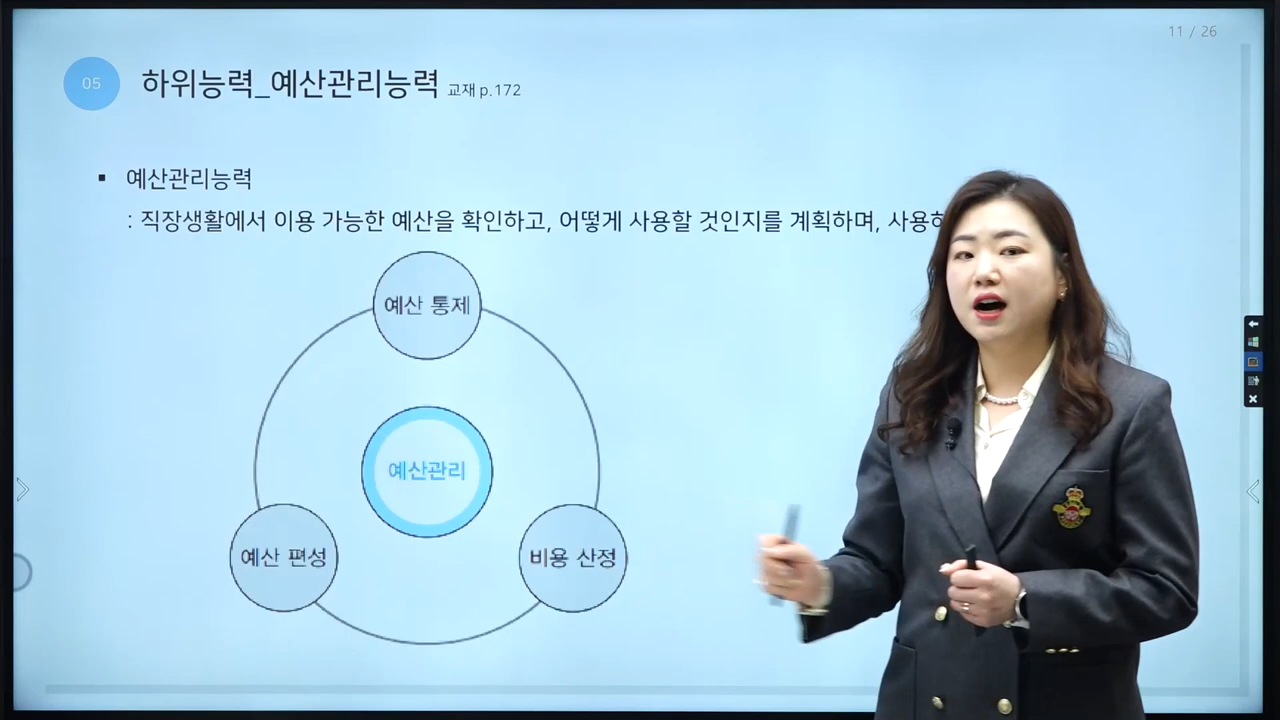 11 / 26
05
하위능력_예산관리능력 교재 p.172
▪ 예산관리능력
: 직장생활에서 이용 가능한 예산을 확인하고, 어떻게 사용할 것인지를 계획하며,
예산 통제
예산관리
예산 편성
비용 산정